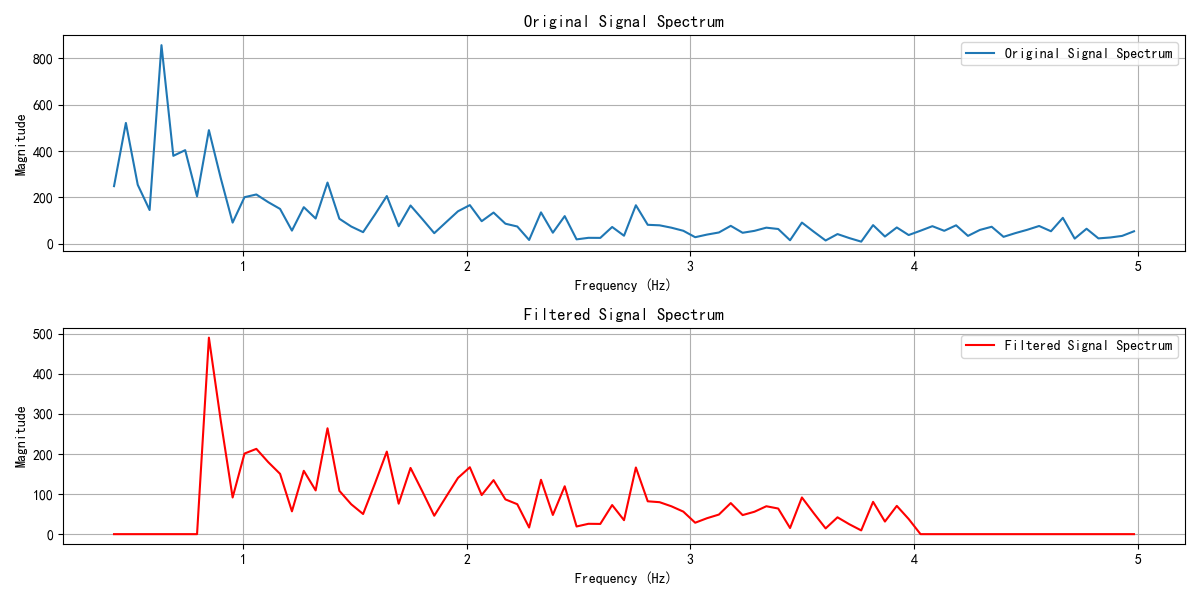 Original Signal Spectrum
Original Signal Spectrum
800
600
400
200
0
Magnitude
1
2
3
4
5
Frequency (Hz)
Filtered Signal Spectrum
Filtered Signal Spectrum
500
400
300
200
100
0
Magnitude
1
2
3
4
5
Frequency (Hz)